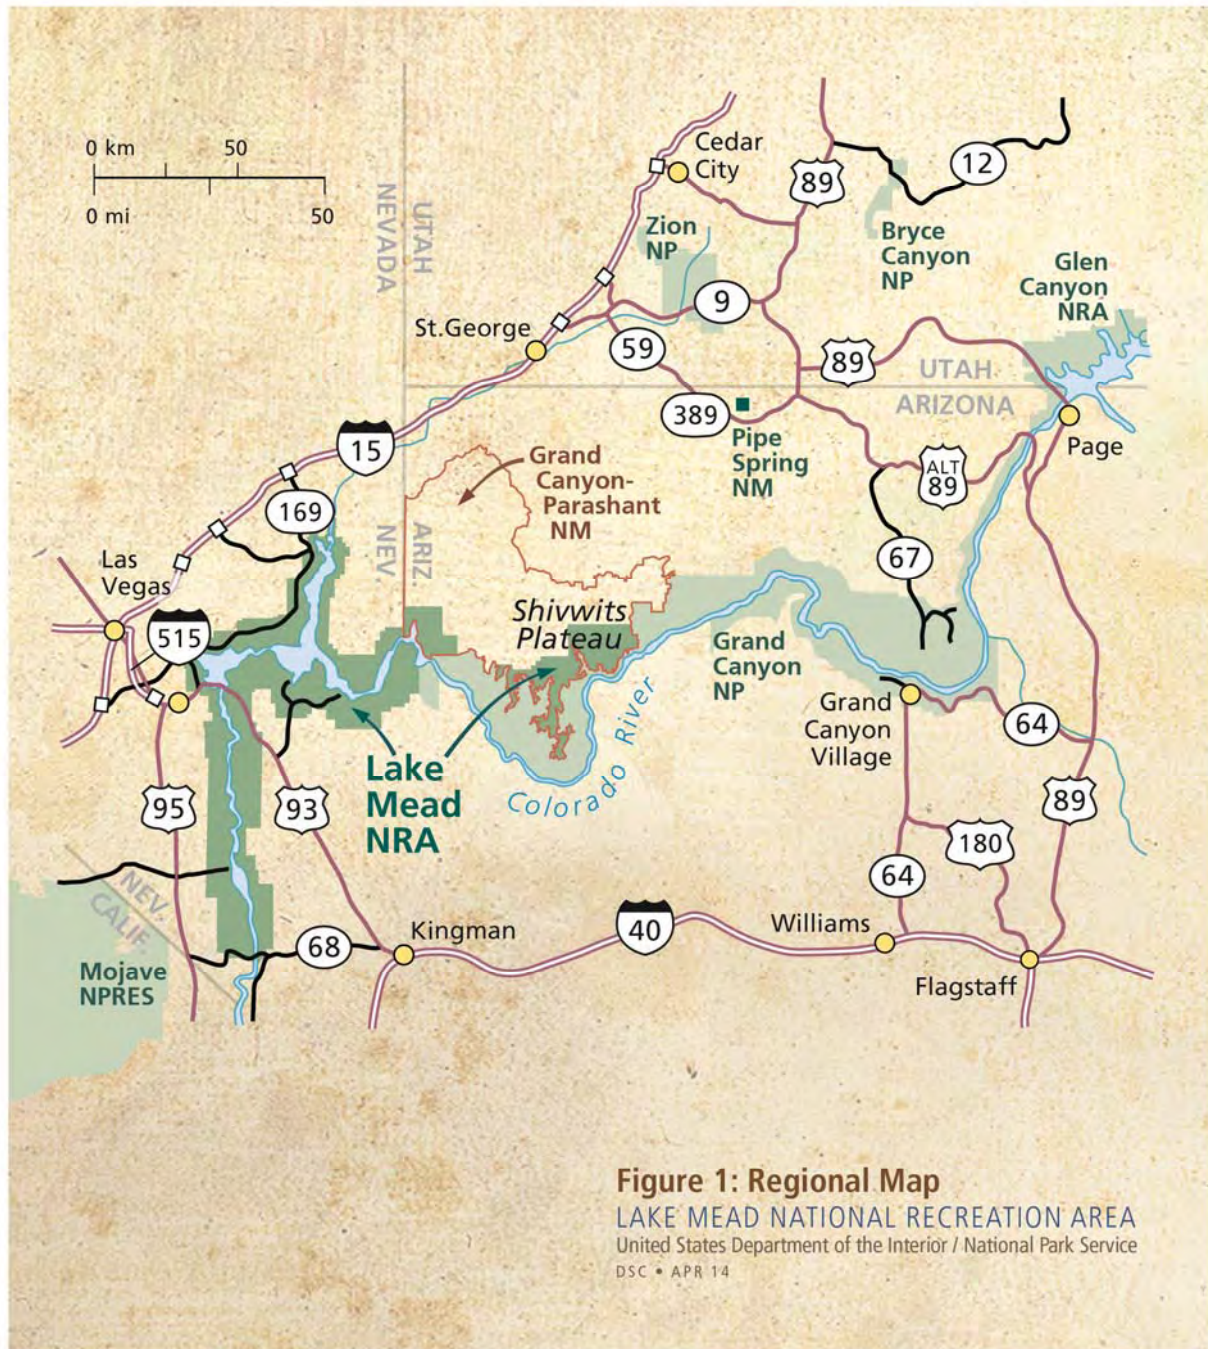 0 km 50
0 mi 50
UTAH
NEVADA
Cedar
City
89
12
Zion
NP
Bryce
Canyon
NP
Glen
Canyon
NRA
9
St.George
59
89
UTAH
ARIZONA
389
Pipe
Spring
NM
Page
15
Grand
Canyon-
Parashant
NM
ALT
89
169
ARIZ.
NEV.
67
Las
Vegas
515
Shivwits
Plateau
Grand
Canyon
NP
Grand
Canyon
Village
64
Colorado River
Lake
Mead
NRA
95
93
89
180
64
NEV.
CALIF.
68
Kingman
40
Williams
Flagstaff
Mojave
NPRES
Figure 1: Regional Map
LAKE MEAD NATIONAL RECREATION AREA
United States Department of the Interior / National Park Service
DSC • APR 14